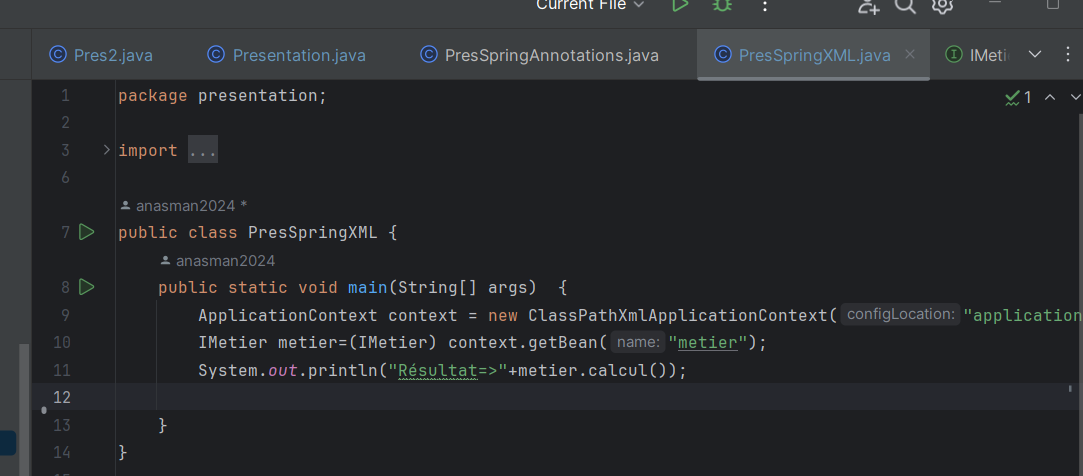 Current File
Pres2.java Presentation.java PresSpringAnnotations.java PresSpringXML.java IMeti
1 package presentation; 1
2
3 import ...
6
anasman2024 *
7 public class PresSpringXML {
anasman2024
8 public static void main(String[] args) {
9 ApplicationContext context = new ClassPathXmlApplicationContext( configLocation: "application
10 IMetier metier=(IMetier) context.getBean( name: "metier");
11 System.out.println("Résultat=>"+metier.calcul());
12
13 }
14 }